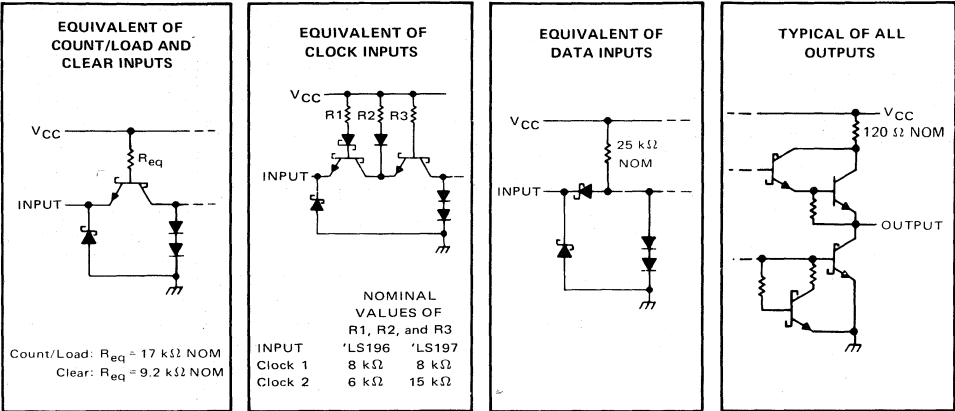 EQUIVALENT OF
COUNT/LOAD AND
CLEAR INPUTS
VCC
Req
INPUT
Count/Load: Req = 17 kΩ NOM
Clear: Req = 9.2 kΩ NOM
EQUIVALENT OF
CLOCK INPUTS
VCC
R1 R2 R3
INPUT
NOMINAL
VALUES OF
R1, R2, and R3
INPUT 'LS196 'LS197
Clock 1 8 kΩ 8 kΩ
Clock 2 6 kΩ 15 kΩ
EQUIVALENT OF
DATA INPUTS
VCC
25 kΩ
NOM
INPUT
TYPICAL OF ALL
OUTPUTS
VCC
120 Ω NOM
OUTPUT